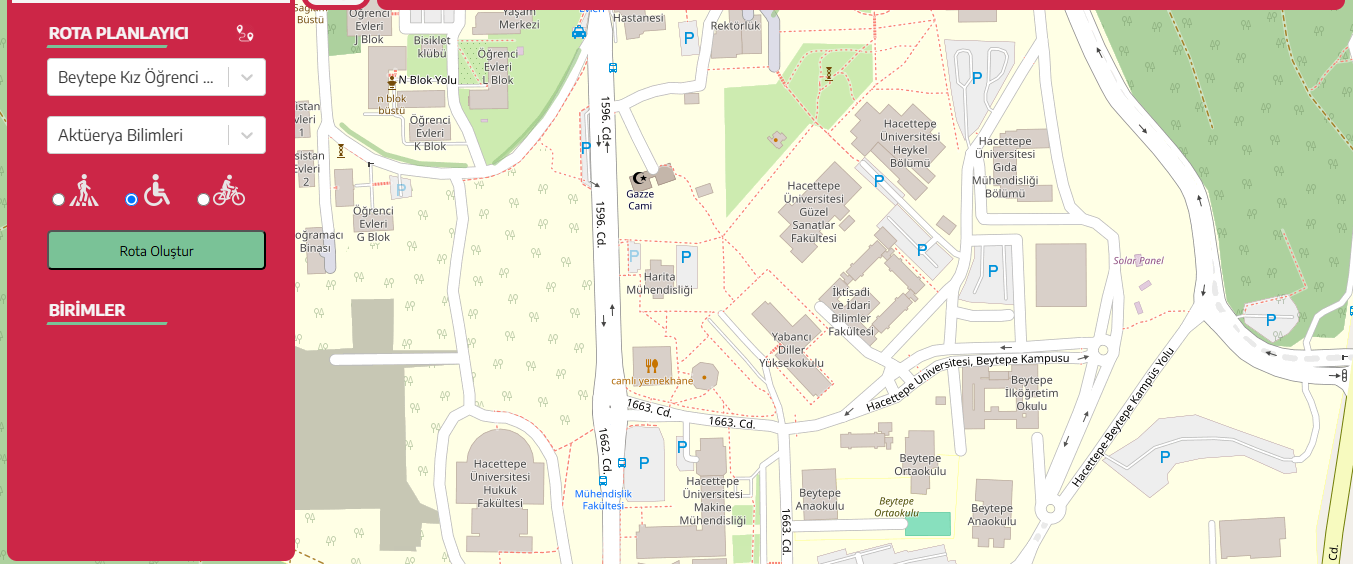 ROTA PLANLAYICI
Beytepe Kız Öğrenci ...
Aktüerya Bilimleri
Rota Oluştur
BİRİMLER
Büstü
Öğrenci
Evleri
J Blok
Yaşam
Merkezi
Bisiklet
klübü
Öğrenci
Evleri
L Blok
N Blok Yolu
n blok
büstü
Öğrenci
Evleri
K Blok
Evleri
1
Evleri
2
Öğrenci
Evleri
G Blok
Binası
Hastanesi
Rektörlük
P
1596. Cd.
P
P
Gazze
Cami
1596. Cd.
P
P
Harita
Mühendisliği
Hacettepe
Üniversitesi
Heykel
Bölümü
P
P
Hacettepe
Üniversitesi
Gıda
Mühendisliği
Bölümü
Hacettepe
Üniversitesi
Güzel
Sanatlar
Fakültesi
P
P
Solar Panel
İktisadi
ve İdari
Bilimler
Fakültesi
P
Yabancı
Diller
Yüksekokulu
camlı yemekhane
Hacettepe Üniversitesi, Beytepe Kampusu
1663. Cd.
1663. Cd.
Beytepe
İlköğretim
Okulu
Hacettepe-Beytepe Kampüs Yolu
1662. Cd.
P
P
P
Hacettepe
Üniversitesi
Hukuk
Fakültesi
Mühendislik
Fakültesi
Hacettepe
Üniversitesi
Makine
Mühendisliği
Beytepe
Ortaokulu
Beytepe
Anaokulu
Beytepe
Ortaokulu
Beytepe
Anaokulu
1663. Cd.
Cd.